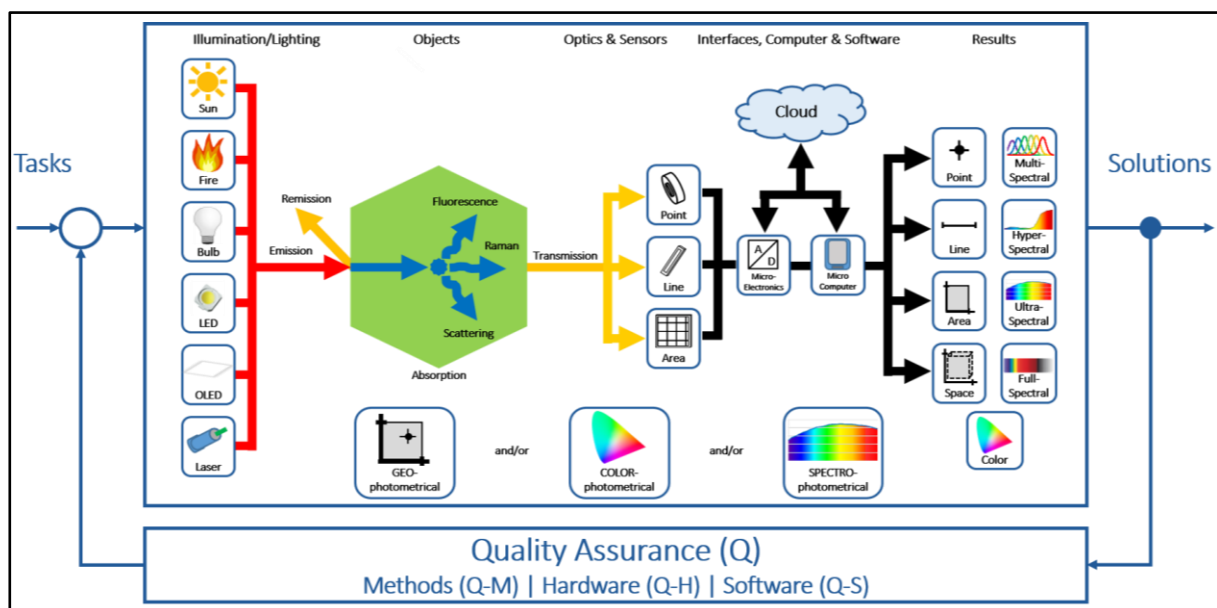 Illumination/Lighting
Objects
Optics & Sensors
Interfaces, Computer & Software
Results
Tasks
Solutions
Sun
Fire
Bulb
LED
OLED
Laser
Remission
Emission
Fluorescence
Raman
Scattering
Absorption
Transmission
Point
Line
Area
Cloud
A
D
Micro-
Electronics
Micro
Computer
Point
Multi-
Spectral
Line
Hyper-
Spectral
Area
Ultra-
Spectral
Space
Full-
Spectral
Color
GEO-
photometrical
and/or
COLOR-
photometrical
and/or
SPECTRO-
photometrical
Quality Assurance (Q)
Methods (Q-M) | Hardware (Q-H) | Software (Q-S)